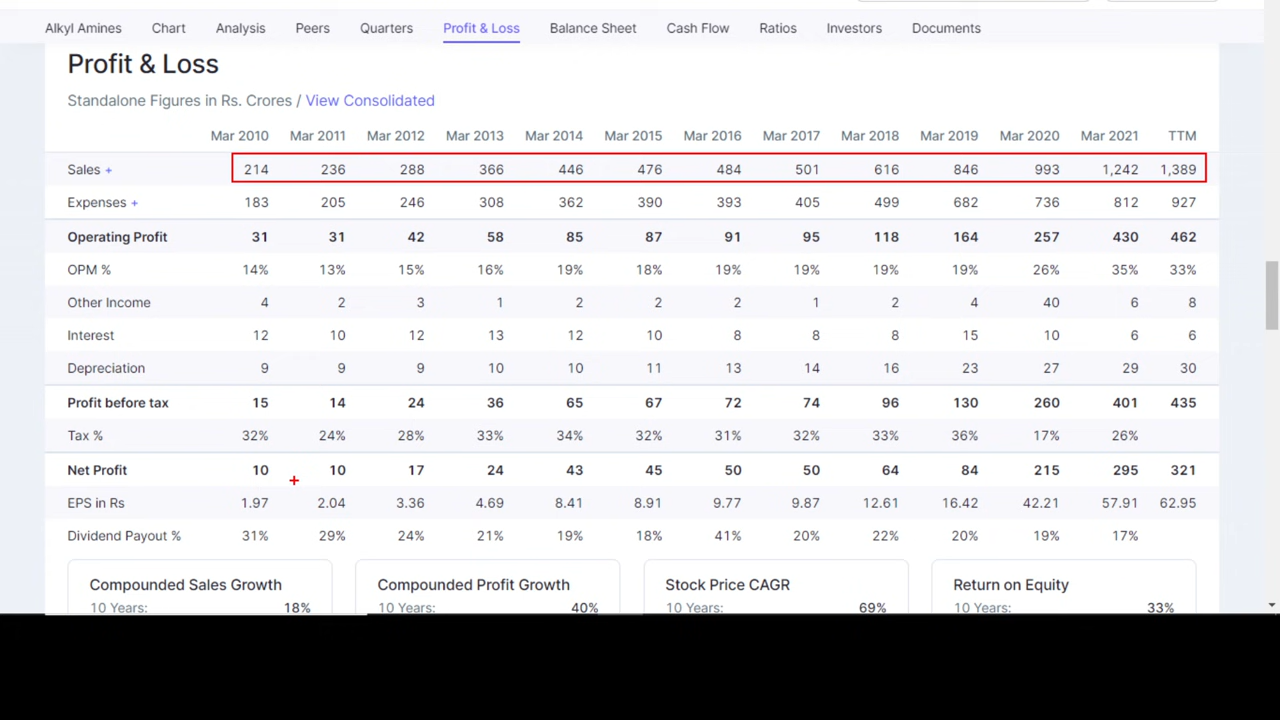 Alkyl Amines Chart Analysis Peers Quarters Profit & Loss Balance Sheet Cash Flow Ratios Investors Documents
Profit & Loss
Standalone Figures in Rs. Crores / View Consolidated
Mar 2010 Mar 2011 Mar 2012 Mar 2013 Mar 2014 Mar 2015 Mar 2016 Mar 2017 Mar 2018 Mar 2019 Mar 2020 Mar 2021 TTM
Sales + 214 236 288 366 446 476 484 501 616 846 993 1,242 1,389
Expenses + 183 205 246 308 362 390 393 405 499 682 736 812 927
Operating Profit 31 31 42 58 85 87 91 95 118 164 257 430 462
OPM % 14% 13% 15% 16% 19% 18% 19% 19% 19% 19% 26% 35% 33%
Other Income 4 2 3 1 2 2 2 1 2 4 40 6 8
Interest 12 10 12 13 12 10 8 8 8 15 10 6 6
Depreciation 9 9 9 10 10 11 13 14 16 23 27 29 30
Profit before tax 15 14 24 36 65 67 72 74 96 130 260 401 435
Tax % 32% 24% 28% 33% 34% 32% 31% 32% 33% 36% 17% 26%
Net Profit 10 10 17 24 43 45 50 50 64 84 215 295 321
EPS in Rs 1.97 2.04 3.36 4.69 8.41 8.91 9.77 9.87 12.61 16.42 42.21 57.91 62.95
Dividend Payout % 31% 29% 24% 21% 19% 18% 41% 20% 22% 20% 19% 17%
Compounded Sales Growth Compounded Profit Growth Stock Price CAGR Return on Equity
10 Years: 18% 10 Years: 40% 10 Years: 69% 10 Years: 33%